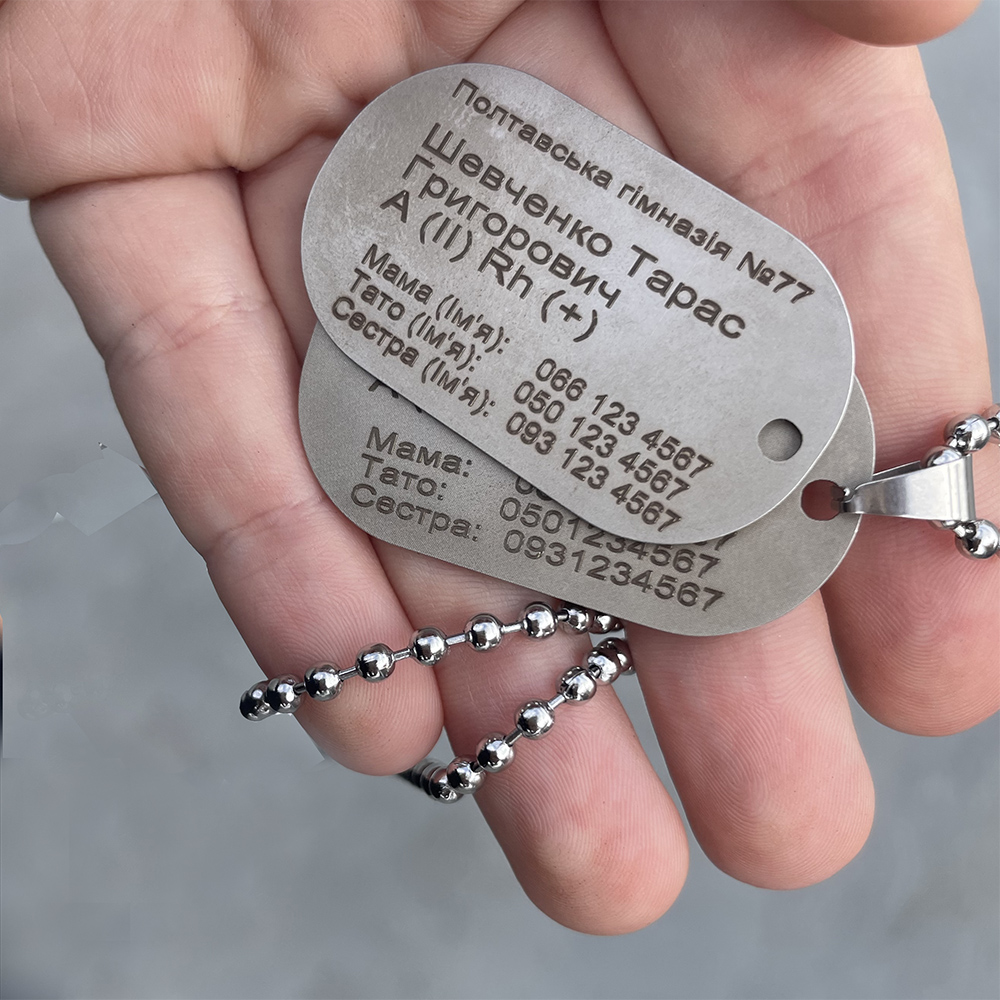 Полтавська гімназія №77
Шевченко Тарас
Григорович
А (II) Rh (+)
Мама (Ім'я): 066 123 4567
Тато (Ім'я): 050 123 4567
Сестра (Ім'я): 093 123 4567
Мама:
Тато: 0501234567
Сестра: 0931234567